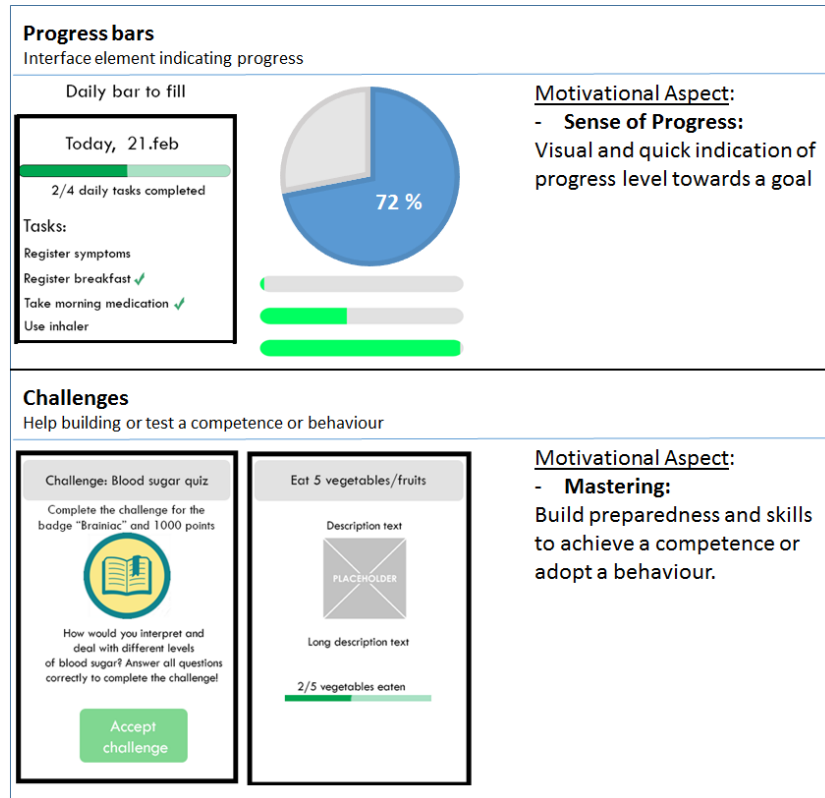 Progress bars
Interface element indicating progress
Daily bar to fill
Today, 21.feb
2/4 daily tasks completed
Tasks:
Register symptoms
Register breakfast ✓
Take morning medication ✓
Use inhaler
72 %
Motivational Aspect:
- Sense of Progress:
Visual and quick indication of
progress level towards a goal
Challenges
Help building or test a competence or behaviour
Challenge: Blood sugar quiz
Complete the challenge for the
badge “Brainiac” and 1000 points
How would you interpret and
deal with different levels
of blood sugar? Answer all questions
correctly to complete the challenge!
Accept
challenge
Eat 5 vegetables/fruits
Description text
PLACEHOLDER
Long description text
2/5 vegetables eaten
Motivational Aspect:
- Mastering:
Build preparedness and skills
to achieve a competence or
adopt a behaviour.